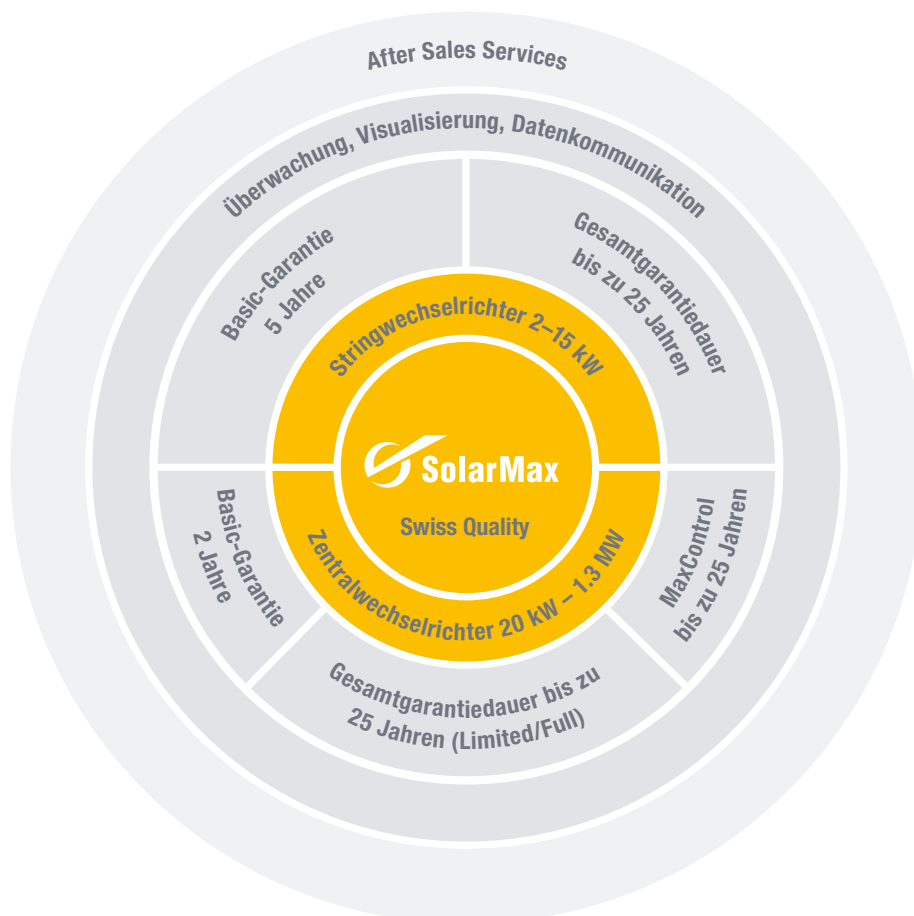 After Sales Services
Überwachung, Visualisierung, Datenkommunikation
Basic-Garantie
5 Jahre
Gesamtgarantiedauer
bis zu 25 Jahren
Stringwechselrichter 2–15 kW
SolarMax
Swiss Quality
Zentralwechselrichter 20 kW – 1.3 MW
Basic-Garantie
2 Jahre
Gesamtgarantiedauer bis zu
25 Jahren (Limited/Full)
MaxControl
bis zu 25 Jahren